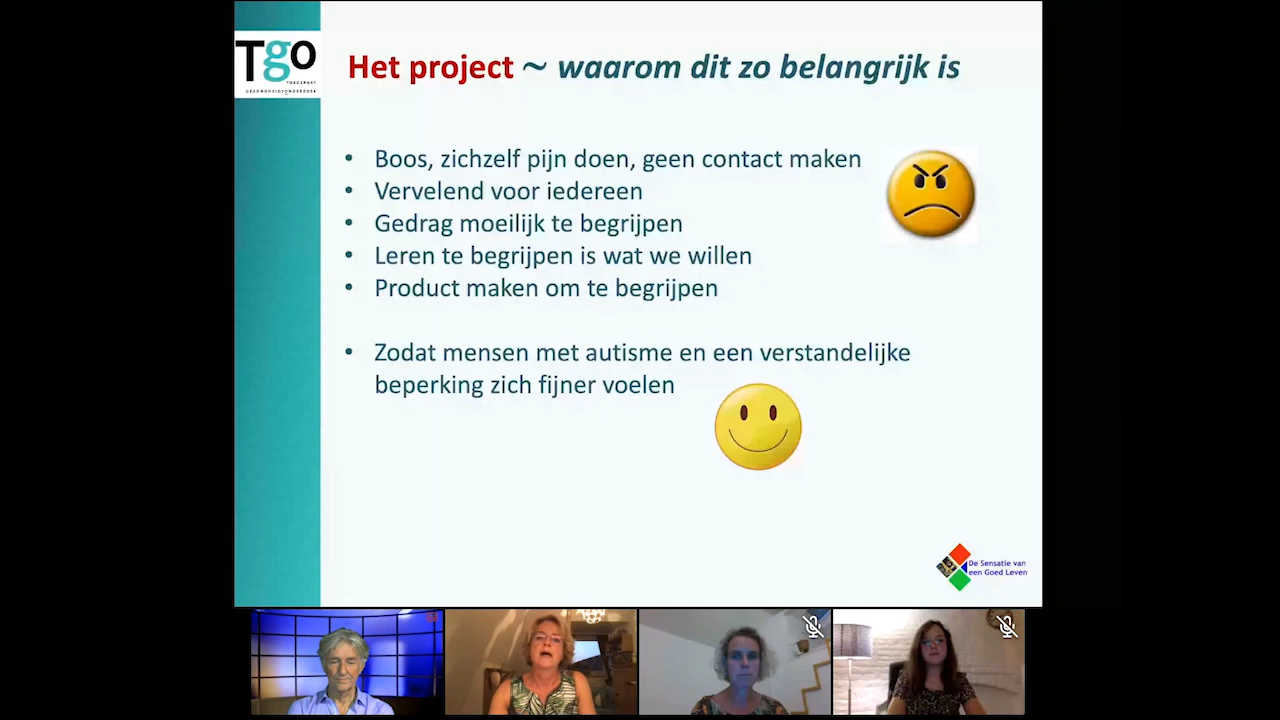 Tgo
TOEGEPAST
GEZONDHEIDSONDERZOEK
Het project ~ waarom dit zo belangrijk is
• Boos, zichzelf pijn doen, geen contact maken
• Vervelend voor iedereen
• Gedrag moeilijk te begrijpen
• Leren te begrijpen is wat we willen
• Product maken om te begrijpen
• Zodat mensen met autisme en een verstandelijke
beperking zich fijner voelen
De Sensatie van
een Goed Leven